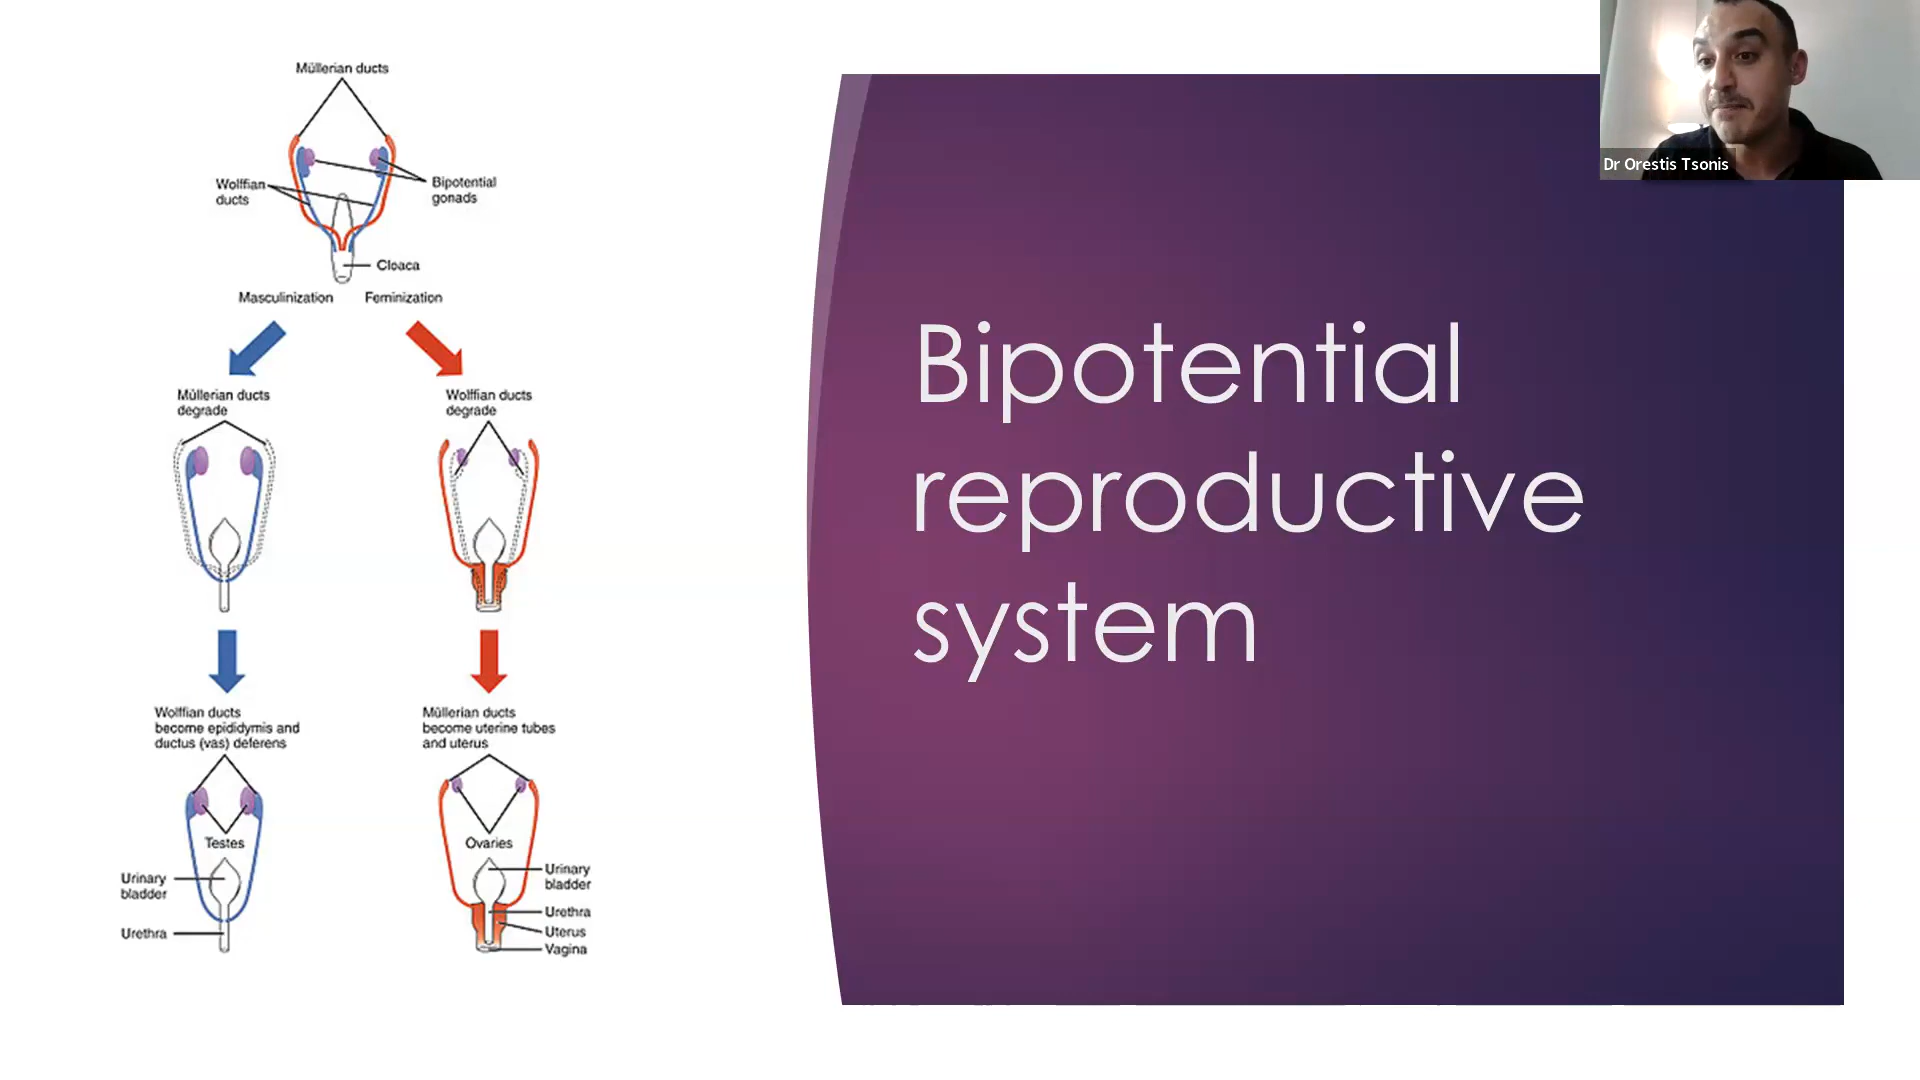 Müllerian ducts
Wolffian
ducts
Bipotential
gonads
Cloaca
Masculinization
Feminization
Müllerian ducts
degrade
Wolffian ducts
degrade
Wolffian ducts
become epididymis and
ductus (vas) deferens
Müllerian ducts
become uterine tubes
and uterus
Testes
Urinary
bladder
Urethra
Ovaries
Urinary
bladder
Urethra
Uterus
Vagina
Bipotential
reproductive
system
Dr Orestis Tsonis